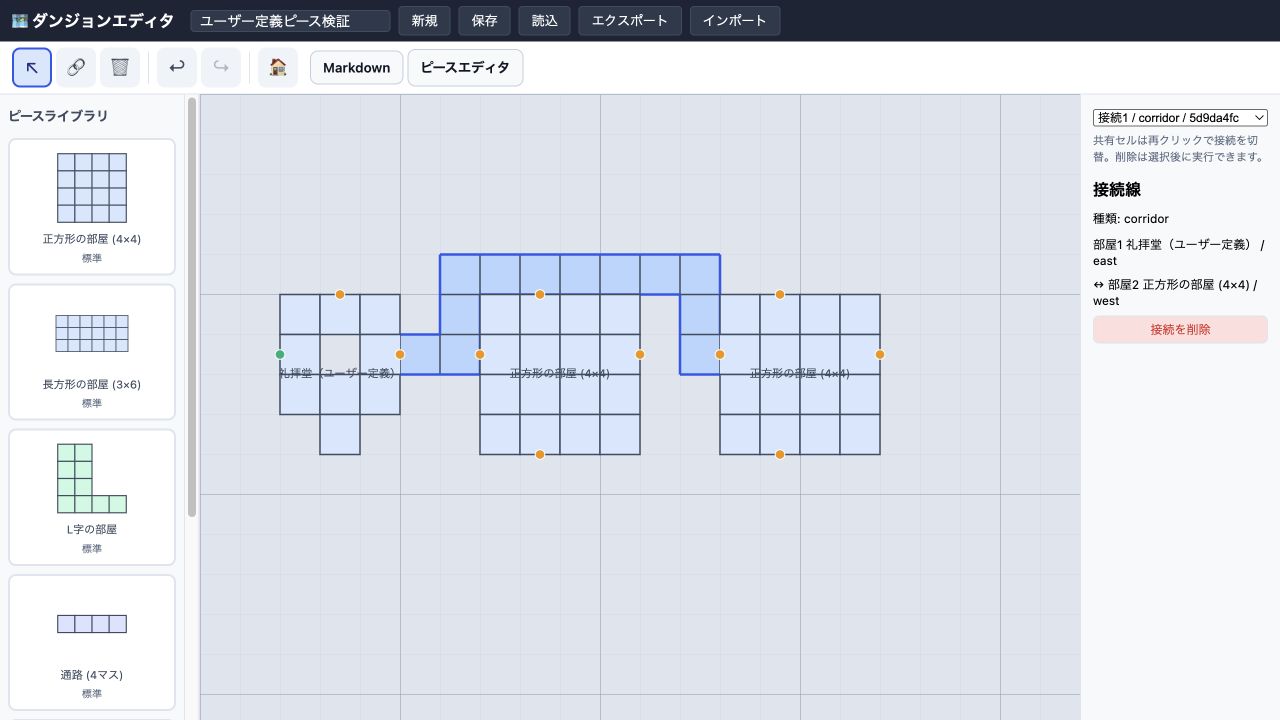 ダンジョンエディタ
ユーザー定義ピース検証
新規
保存
読込
エクスポート
インポート
Markdown
ピースエディタ
ピースライブラリ
正方形の部屋 (4×4)
標準
長方形の部屋 (3×6)
標準
L字の部屋
標準
通路 (4マス)
標準
礼拝堂（ユーザー定義）
正方形の部屋 (4×4)
正方形の部屋 (4×4)
接続1 / corridor / 5d9da4fc
共有セルは再クリックで接続を切
替。削除は選択後に実行できます。
接続線
種類: corridor
部屋1 礼拝堂（ユーザー定義） /
east
↔ 部屋2 正方形の部屋 (4×4) /
west
接続を削除